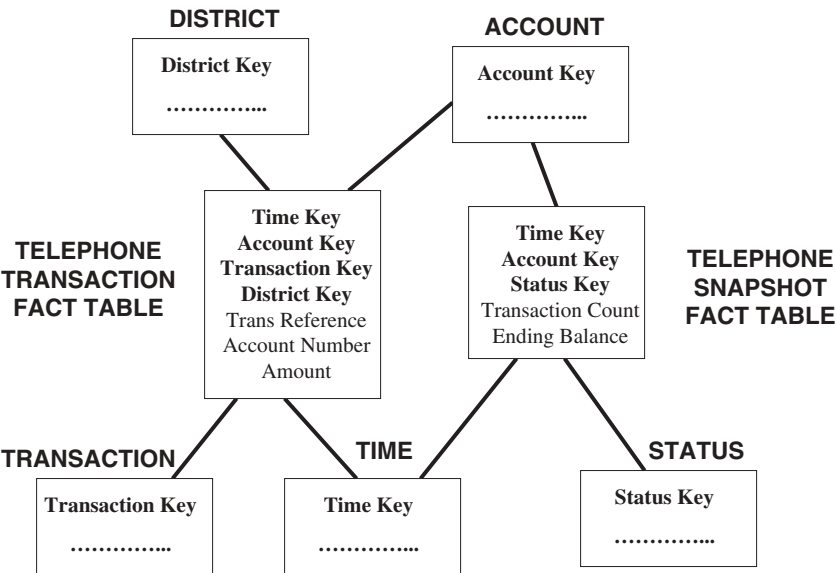 DISTRICT
District Key
…………...
ACCOUNT
Account Key
…………...
TELEPHONE
TRANSACTION
FACT TABLE
Time Key
Account Key
Transaction Key
District Key
Trans Reference
Account Number
Amount
Time Key
Account Key
Status Key
Transaction Count
Ending Balance
TELEPHONE
SNAPSHOT
FACT TABLE
TRANSACTION
Transaction Key
…………...
TIME
Time Key
…………...
STATUS
Status Key
…………...